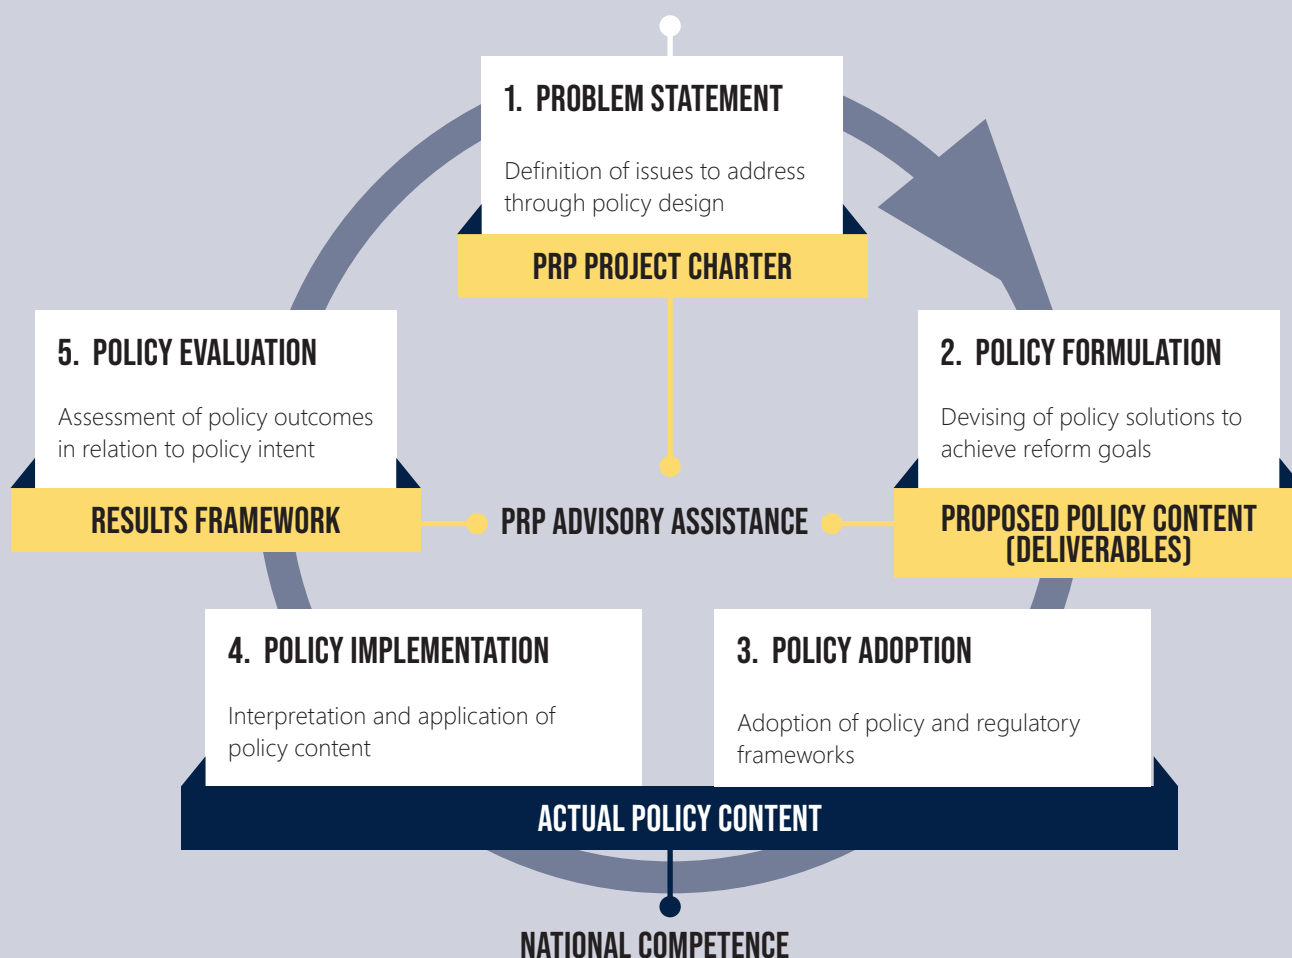 1. PROBLEM STATEMENT
Definition of issues to address
through policy design
PRP PROJECT CHARTER
5. POLICY EVALUATION
Assessment of policy outcomes
in relation to policy intent
RESULTS FRAMEWORK
2. POLICY FORMULATION
Devising of policy solutions to
achieve reform goals
PROPOSED POLICY CONTENT
(DELIVERABLES)
PRP ADVISORY ASSISTANCE
4. POLICY IMPLEMENTATION
Interpretation and application of
policy content
3. POLICY ADOPTION
Adoption of policy and regulatory
frameworks
ACTUAL POLICY CONTENT
NATIONAL COMPETENCE